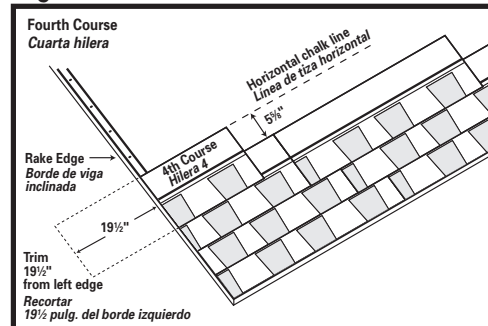 Fourth Course
Cuarta hilera
Horizontal chalk line
Línea de tiza horizontal
5⅝"
4th Course
Hilera 4
Rake Edge
Borde de viga
inclinada
19½"
Trim
19½"
from left edge
Recortar
19½ pulg. del borde izquierdo